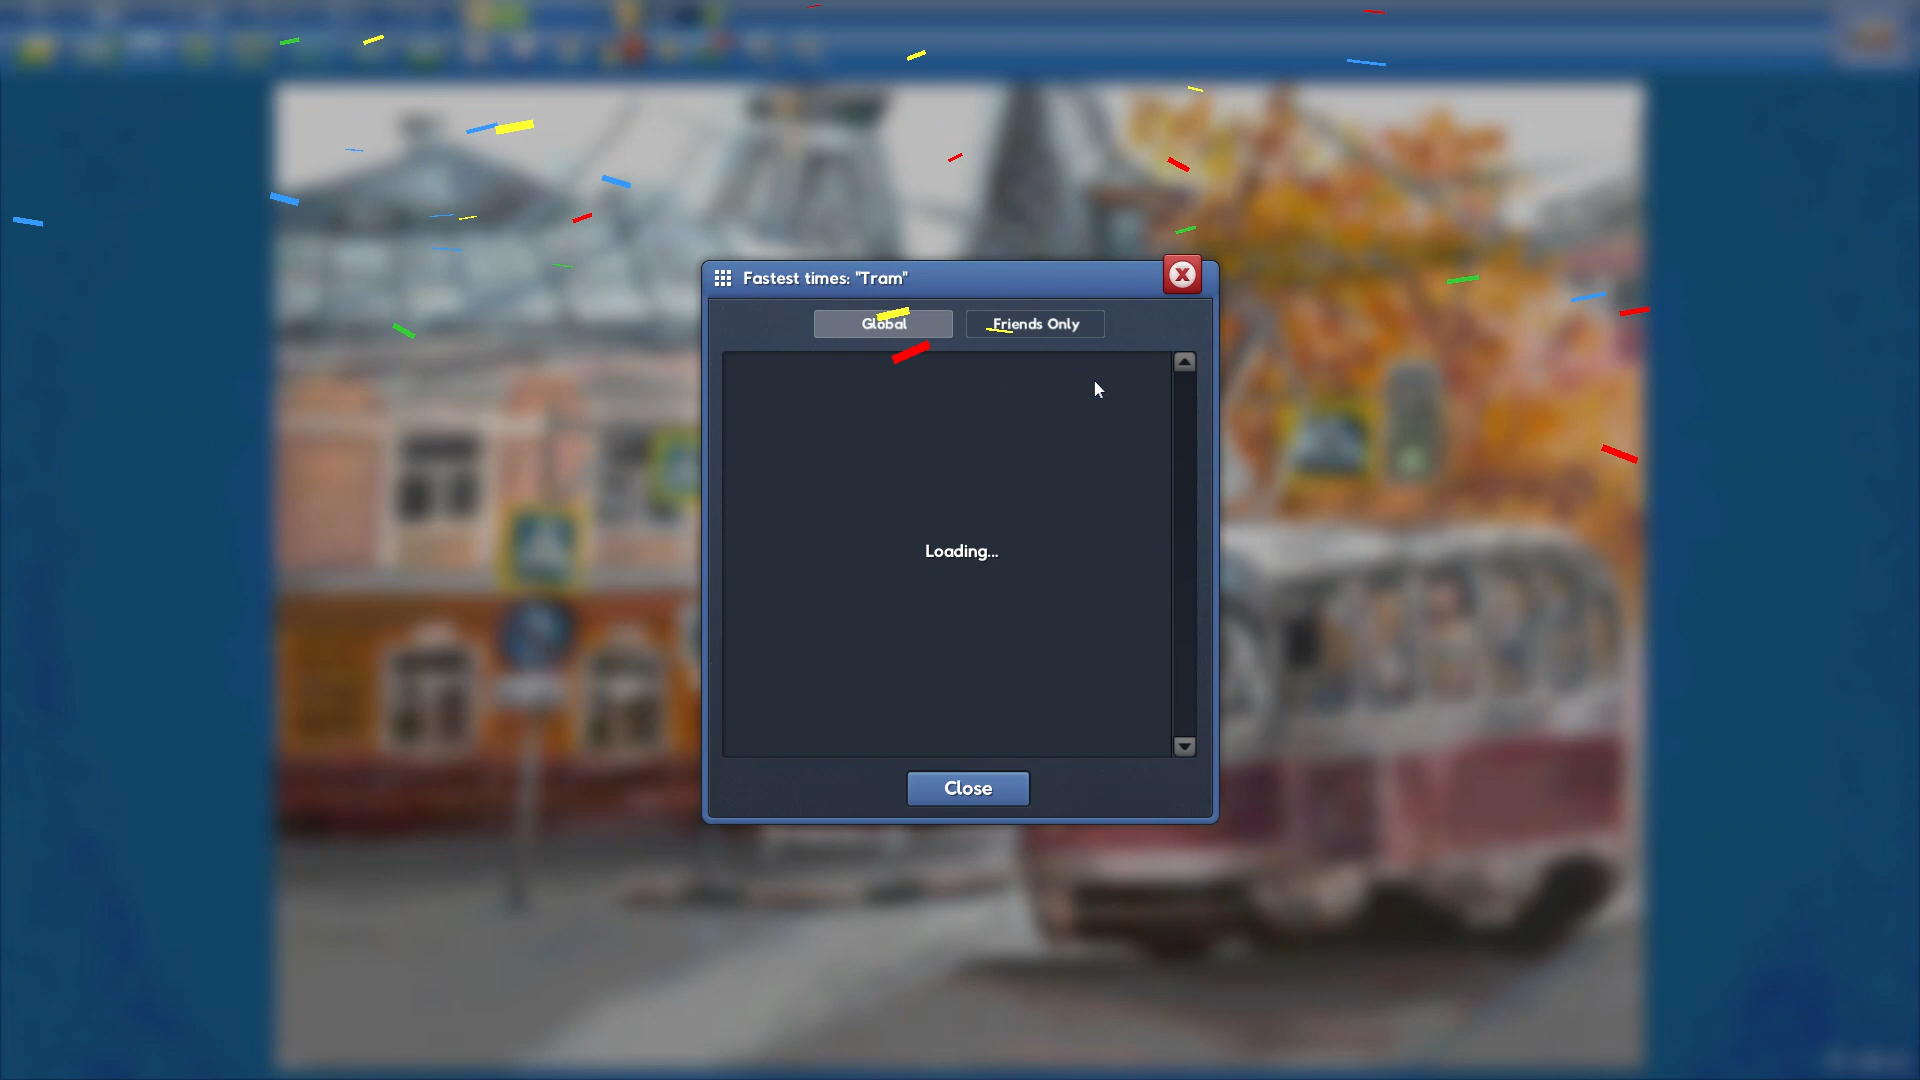 Fastest times: "Tram"
Global
Friends Only
Loading...
Close